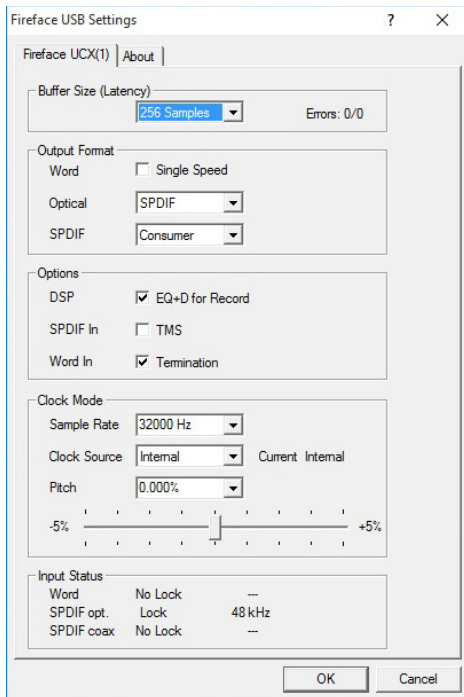 Fireface USB Settings ? X
Fireface UCX(1) About
Buffer Size (Latency)
256 Samples Errors: 0/0
Output Format
Word Single Speed
Optical SPDIF
SPDIF Consumer
Options
DSP EQ+D for Record
SPDIF In TMS
Word In Termination
Clock Mode
Sample Rate 32000 Hz
Clock Source Internal Current Internal
Pitch 0.000%
-5% +5%
Input Status
Word No Lock ---
SPDIF opt. Lock 48 kHz
SPDIF coax No Lock ---
OK Cancel